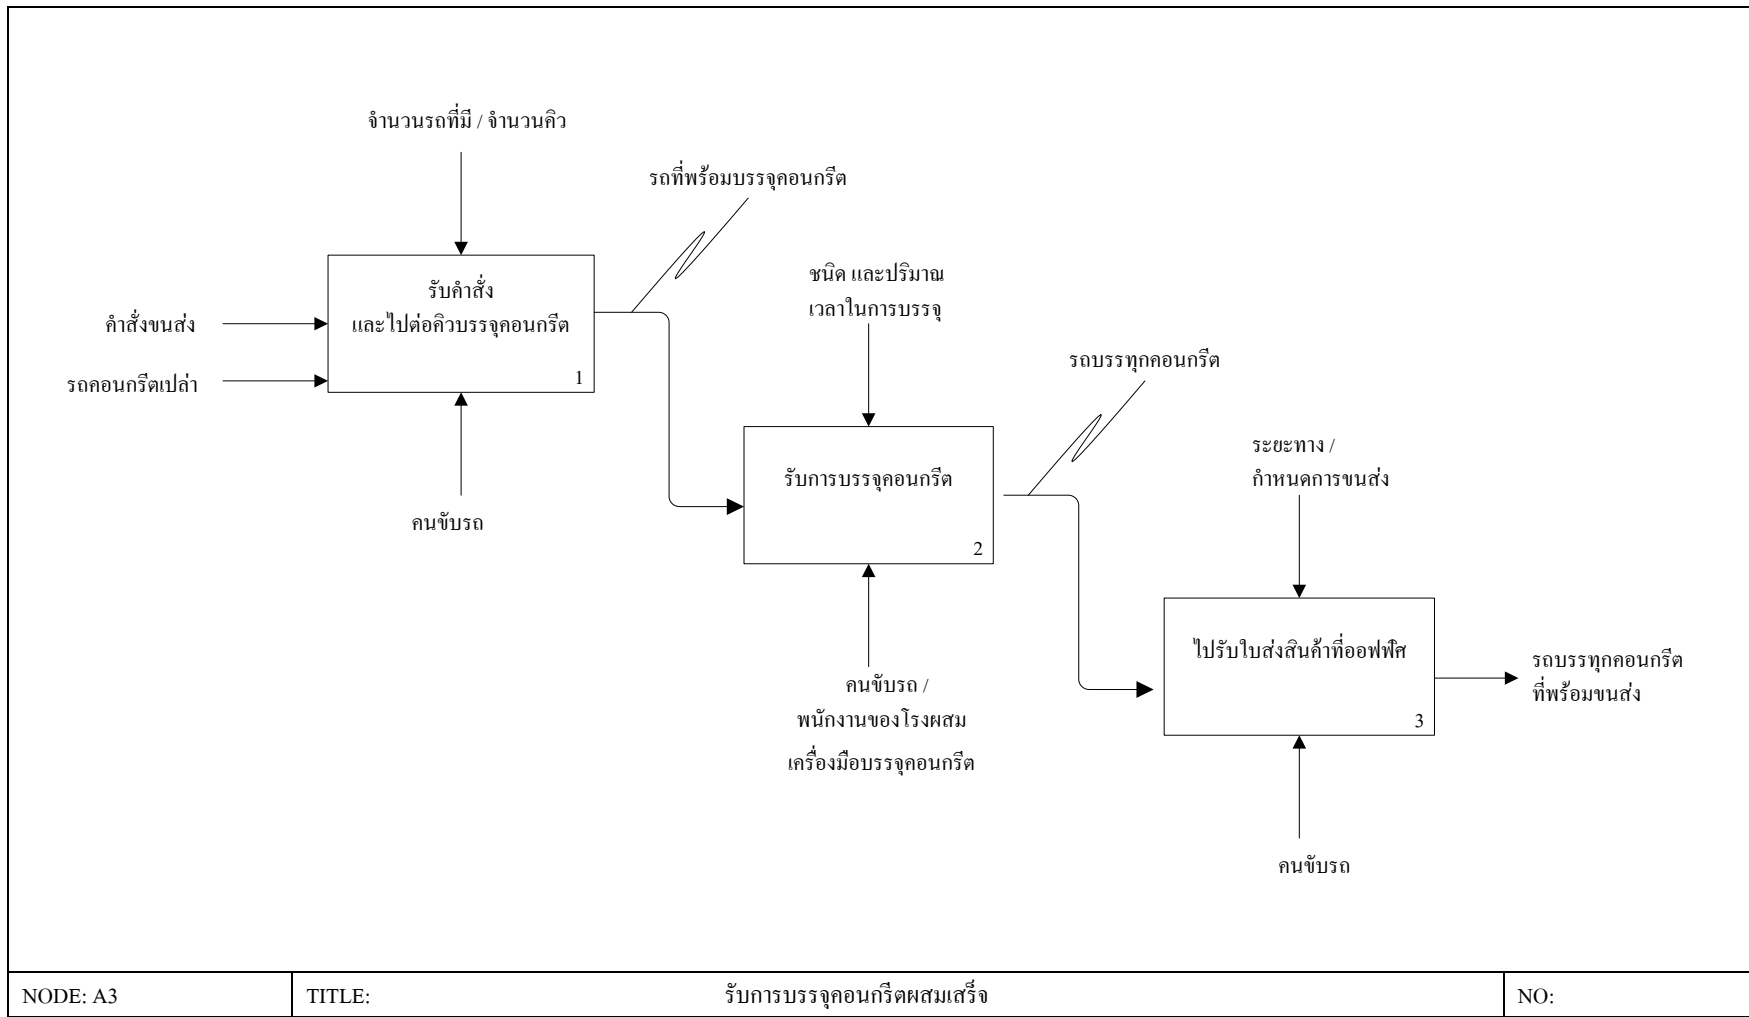 จำนวนรถที่มี / จำนวนคิว
รถที่พร้อมบรรจุคอนกรีต
รับคำสั่ง
และไปต่อคิวบรรจุคอนกรีต
1
คำสั่งขนส่ง
รถคอนกรีตเปล่า
คนขับรถ
ชนิด และปริมาณ
เวลาในการบรรจุ
รถบรรทุกคอนกรีต
รับการบรรจุคอนกรีต
2
คนขับรถ /
พนักงานของโรงผสม
เครื่องมือบรรจุคอนกรีต
ระยะทาง /
กำหนดการขนส่ง
ไปรับใบส่งสินค้าที่ออฟฟิศ
3
รถบรรทุกคอนกรีต
ที่พร้อมขนส่ง
คนขับรถ
NODE: A3
TITLE:
รับการบรรจุคอนกรีตผสมเสร็จ
NO: